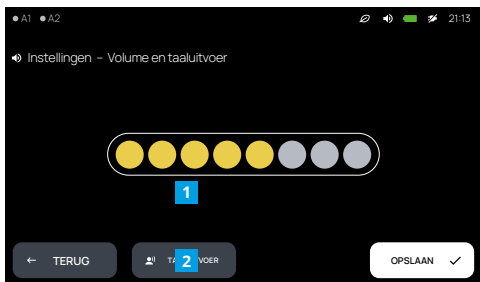 A1 A2 21:13
Instellingen – Volume en taaluitvoer
1
TERUG 2 OPSLAAN